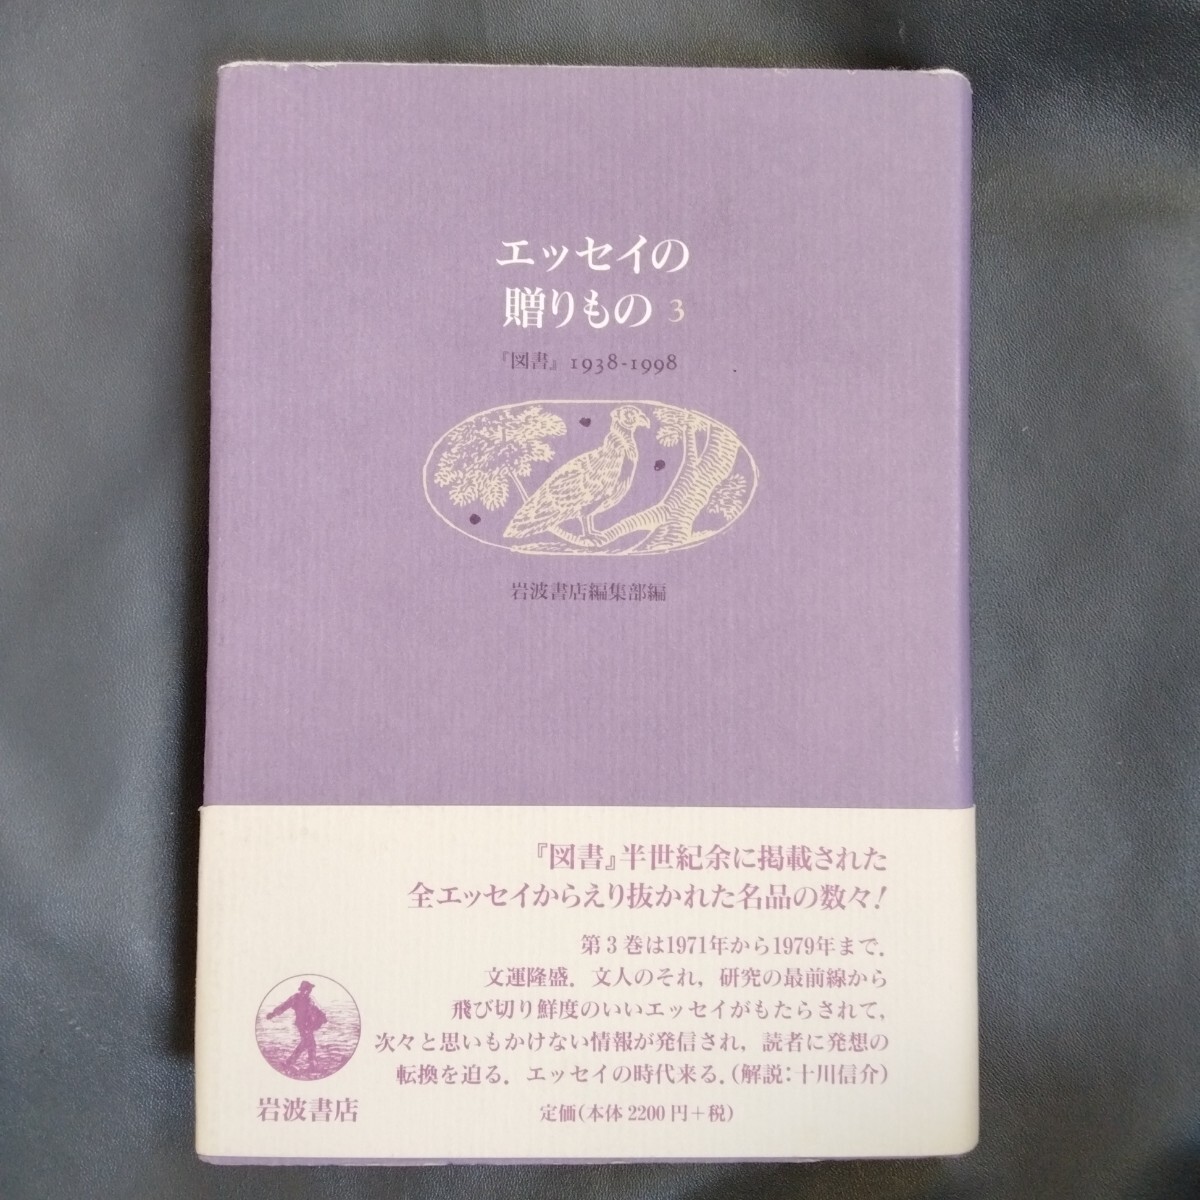 エッセイの
贈りもの 3
『図書』 1938-1998
岩波書店編集部編
『図書』半世紀余に掲載された
全エッセイからえり抜かれた名品の数々！
第3巻は1971年から1979年まで．
文運隆盛．文人のそれ，研究の最前線から
飛び切り鮮度のいいエッセイがもたらされて，
次々と思いもかけない情報が発信され，読者に発想の
転換を迫る．エッセイの時代来る．（解説：十川信介）
岩波書店
定価（本体2200円＋税）